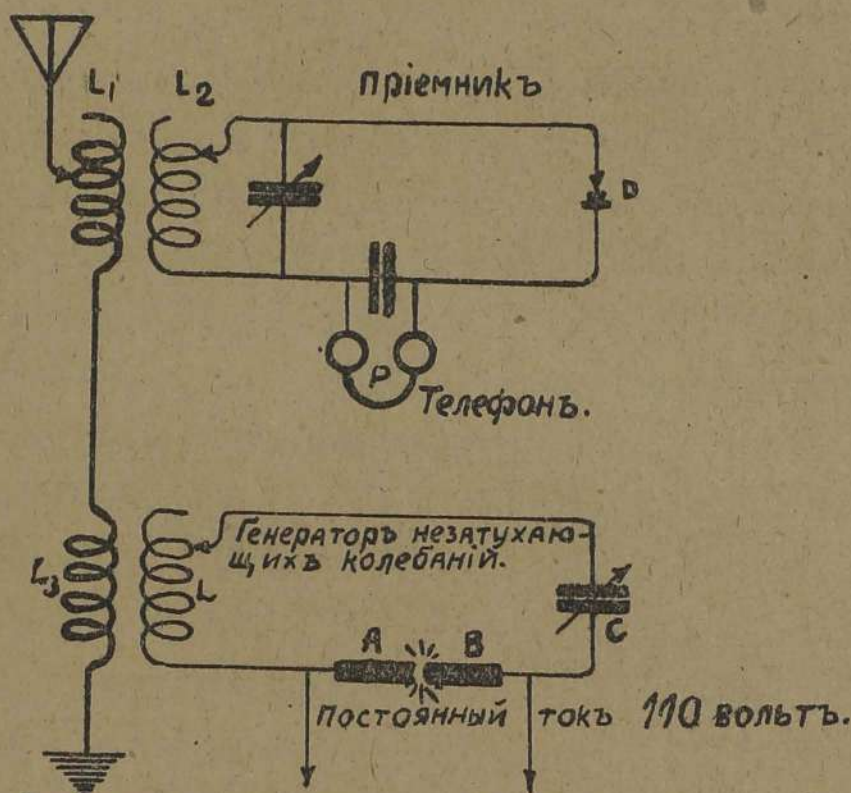 L₁ L₂ пріемникъ
D
P
Телефонъ.
Генераторъ незатухаю-
щихъ колебаній.
L₃ L
C
A B
постоянный токъ 110 вольтъ.